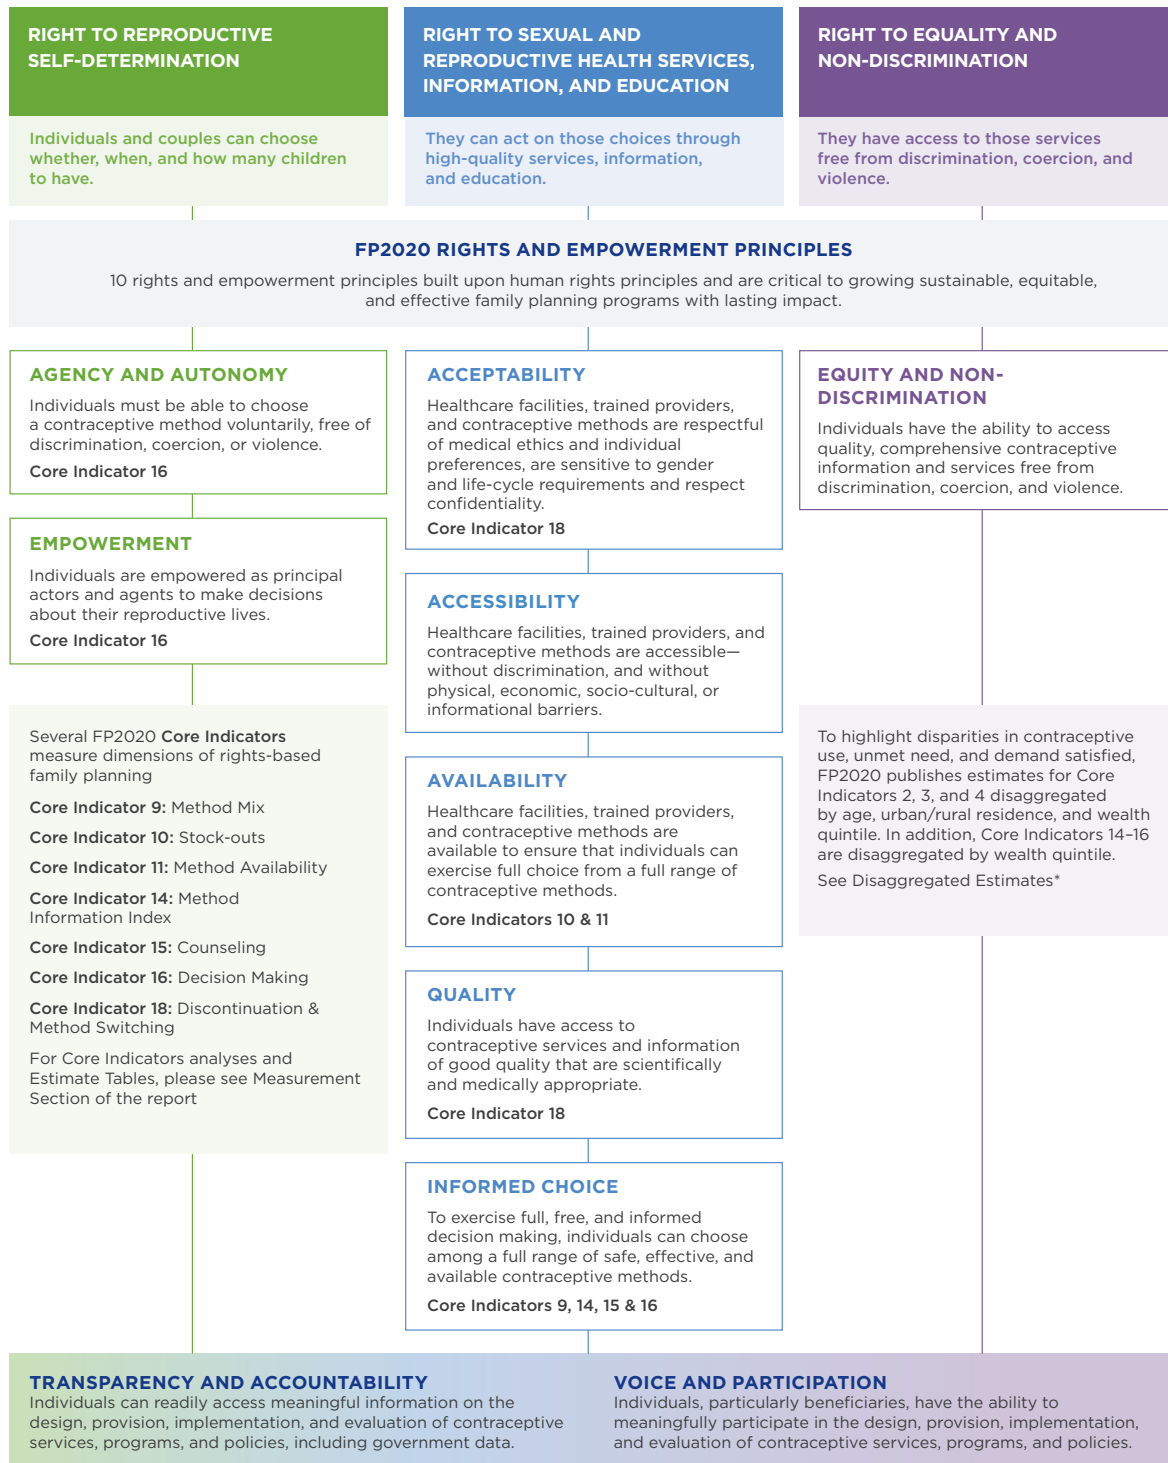 RIGHT TO REPRODUCTIVE
SELF-DETERMINATION
Individuals and couples can choose
whether, when, and how many children
to have.
RIGHT TO SEXUAL AND
REPRODUCTIVE HEALTH SERVICES,
INFORMATION, AND EDUCATION
They can act on those choices through
high-quality services, information,
and education.
RIGHT TO EQUALITY AND
NON-DISCRIMINATION
They have access to those services
free from discrimination, coercion, and
violence.
FP2020 RIGHTS AND EMPOWERMENT PRINCIPLES
10 rights and empowerment principles built upon human rights principles and are critical to growing sustainable, equitable,
and effective family planning programs with lasting impact.
AGENCY AND AUTONOMY
Individuals must be able to choose
a contraceptive method voluntarily, free of
discrimination, coercion, or violence.
Core Indicator 16
EMPOWERMENT
Individuals are empowered as principal
actors and agents to make decisions
about their reproductive lives.
Core Indicator 16
Several FP2020 Core Indicators
measure dimensions of rights-based
family planning
Core Indicator 9: Method Mix
Core Indicator 10: Stock-outs
Core Indicator 11: Method Availability
Core Indicator 14: Method
Information Index
Core Indicator 15: Counseling
Core Indicator 16: Decision Making
Core Indicator 18: Discontinuation &
Method Switching
For Core Indicators analyses and
Estimate Tables, please see Measurement
Section of the report
ACCEPTABILITY
Healthcare facilities, trained providers,
and contraceptive methods are respectful
of medical ethics and individual
preferences, are sensitive to gender
and life-cycle requirements and respect
confidentiality.
Core Indicator 18
ACCESSIBILITY
Healthcare facilities, trained providers, and
contraceptive methods are accessible—
without discrimination, and without
physical, economic, socio-cultural, or
informational barriers.
AVAILABILITY
Healthcare facilities, trained providers,
and contraceptive methods are
available to ensure that individuals can
exercise full choice from a full range of
contraceptive methods.
Core Indicators 10 & 11
QUALITY
Individuals have access to
contraceptive services and information
of good quality that are scientifically
and medically appropriate.
Core Indicator 18
INFORMED CHOICE
To exercise full, free, and informed
decision making, individuals can choose
among a full range of safe, effective, and
available contraceptive methods.
Core Indicators 9, 14, 15 & 16
EQUITY AND NON-
DISCRIMINATION
Individuals have the ability to access
quality, comprehensive contraceptive
information and services free from
discrimination, coercion, and violence.
To highlight disparities in contraceptive
use, unmet need, and demand satisfied,
FP2020 publishes estimates for Core
Indicators 2, 3, and 4 disaggregated
by age, urban/rural residence, and wealth
quintile. In addition, Core Indicators 14–16
are disaggregated by wealth quintile.
See Disaggregated Estimates*
TRANSPARENCY AND ACCOUNTABILITY
Individuals can readily access meaningful information on the
design, provision, implementation, and evaluation of contraceptive
services, programs, and policies, including government data.
VOICE AND PARTICIPATION
Individuals, particularly beneficiaries, have the ability to
meaningfully participate in the design, provision, implementation,
and evaluation of contraceptive services, programs, and policies.